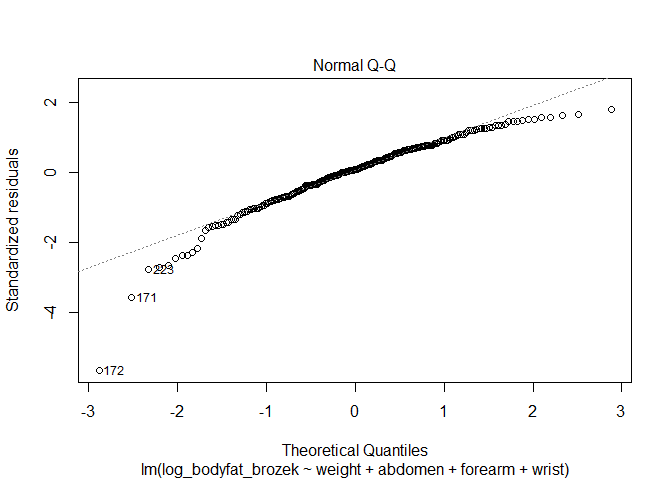 Normal Q-Q
Standardized residuals
2
0
-2
-4
223
171
172
-3 -2 -1 0 1 2 3
Theoretical Quantiles
lm(log_bodyfat_brozek ~ weight + abdomen + forearm + wrist)